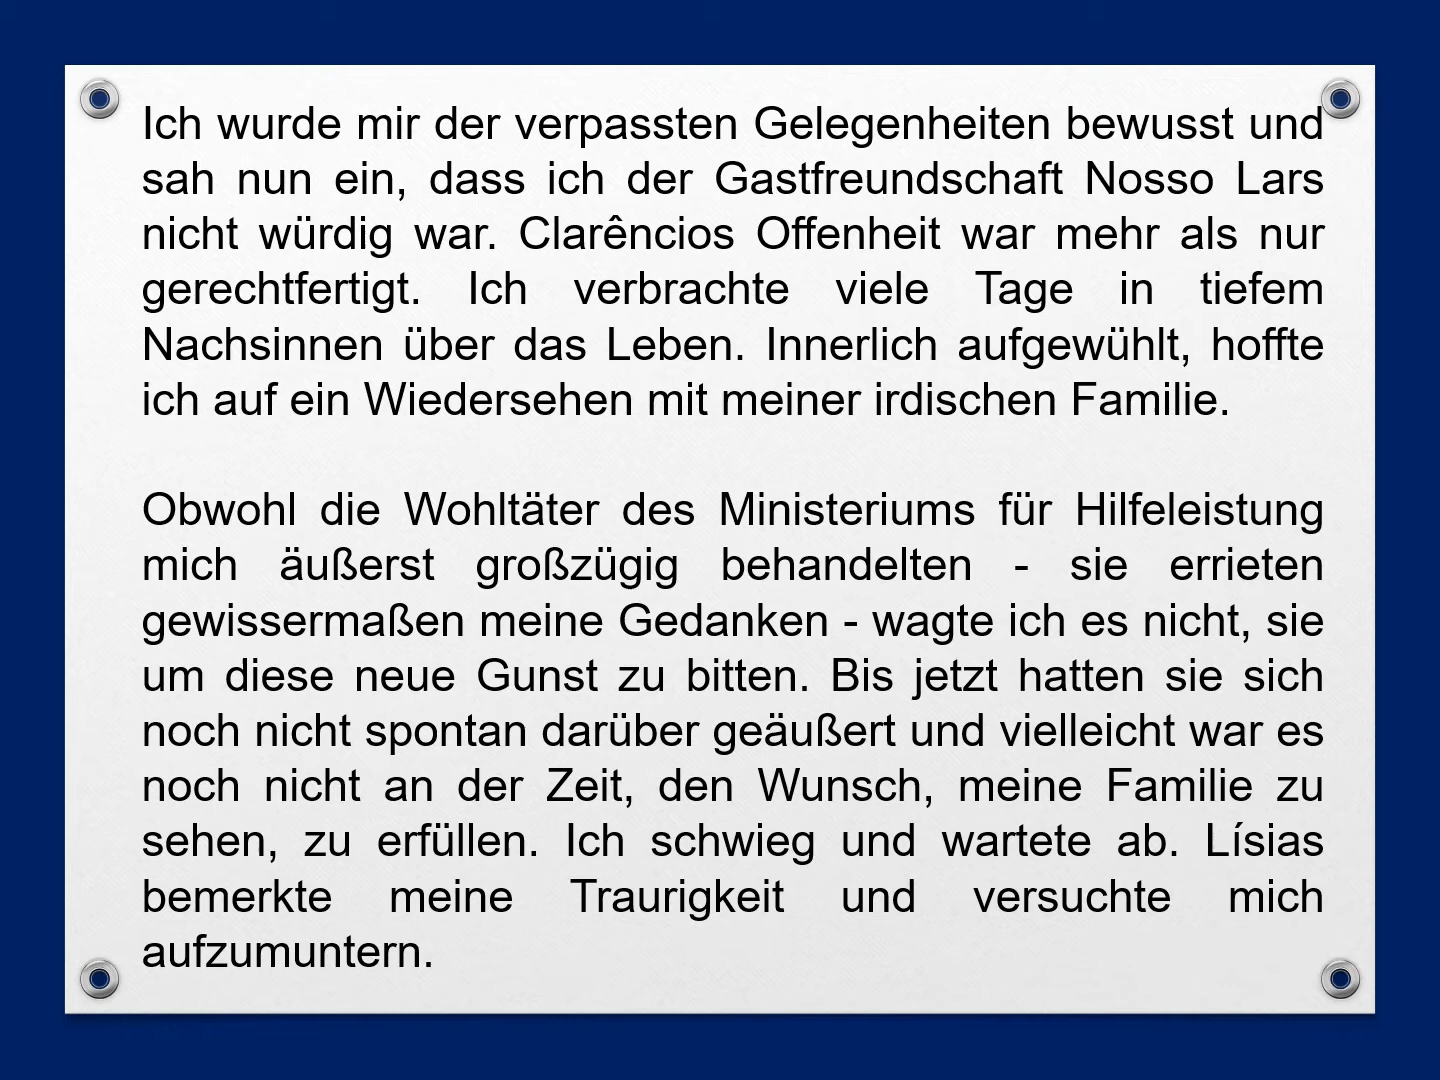 Ich wurde mir der verpassten Gelegenheiten bewusst und
sah nun ein, dass ich der Gastfreundschaft Nosso Lars
nicht würdig war. Clarêncios Offenheit war mehr als nur
gerechtfertigt. Ich verbrachte viele Tage in tiefem
Nachsinnen über das Leben. Innerlich aufgewühlt, hoffte
ich auf ein Wiedersehen mit meiner irdischen Familie.
Obwohl die Wohltäter des Ministeriums für Hilfeleistung
mich äußerst großzügig behandelten - sie errieten
gewissermaßen meine Gedanken - wagte ich es nicht, sie
um diese neue Gunst zu bitten. Bis jetzt hatten sie sich
noch nicht spontan darüber geäußert und vielleicht war es
noch nicht an der Zeit, den Wunsch, meine Familie zu
sehen, zu erfüllen. Ich schwieg und wartete ab. Lísias
bemerkte meine Traurigkeit und versuchte mich
aufzumuntern.